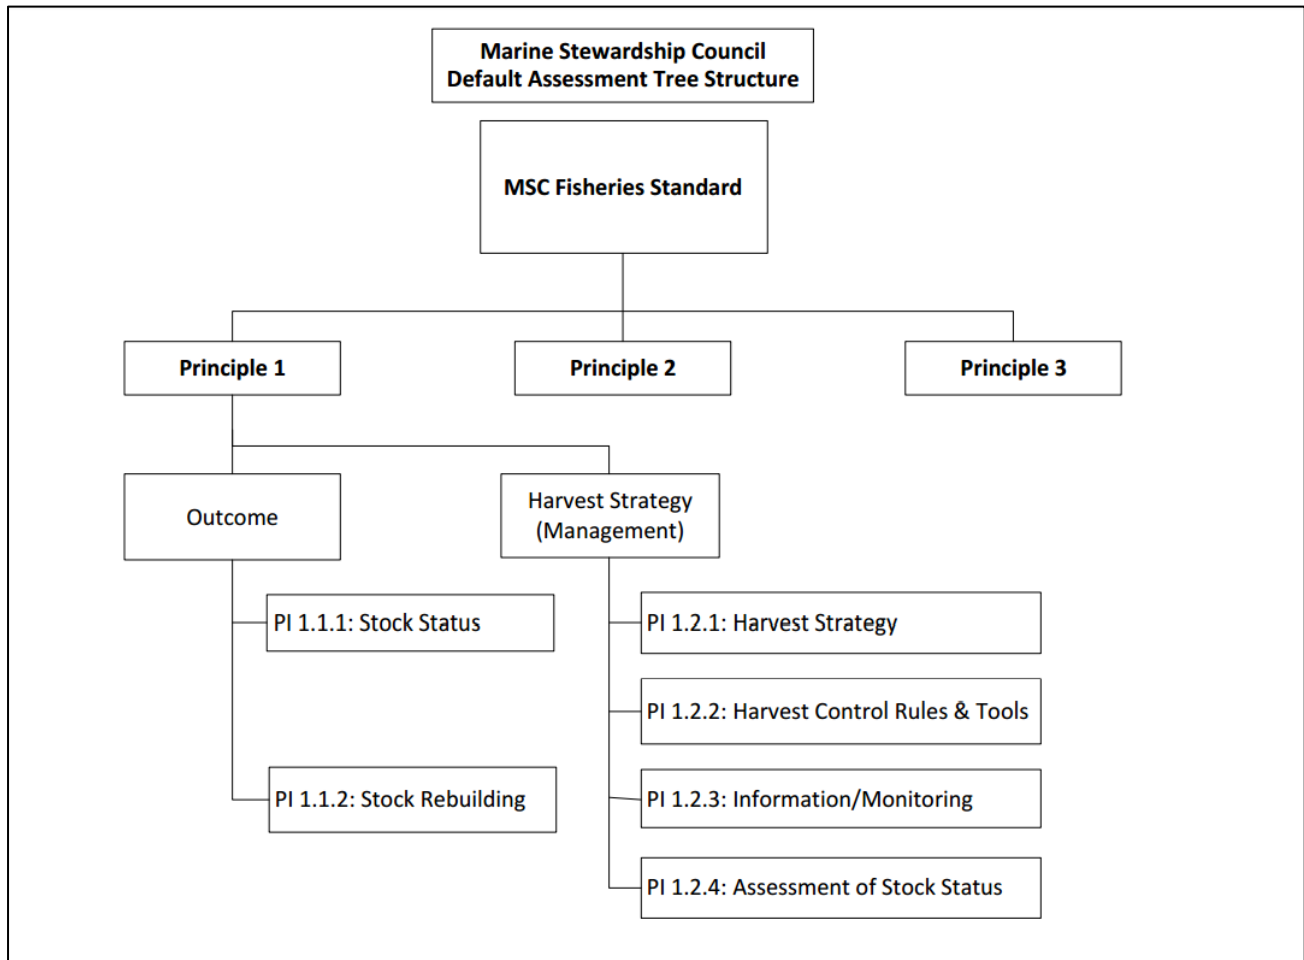 Marine Stewardship Council
Default Assessment Tree Structure
MSC Fisheries Standard
Principle 1
Principle 2
Principle 3
Outcome
Harvest Strategy
(Management)
PI 1.1.1: Stock Status
PI 1.1.2: Stock Rebuilding
PI 1.2.1: Harvest Strategy
PI 1.2.2: Harvest Control Rules & Tools
PI 1.2.3: Information/Monitoring
PI 1.2.4: Assessment of Stock Status